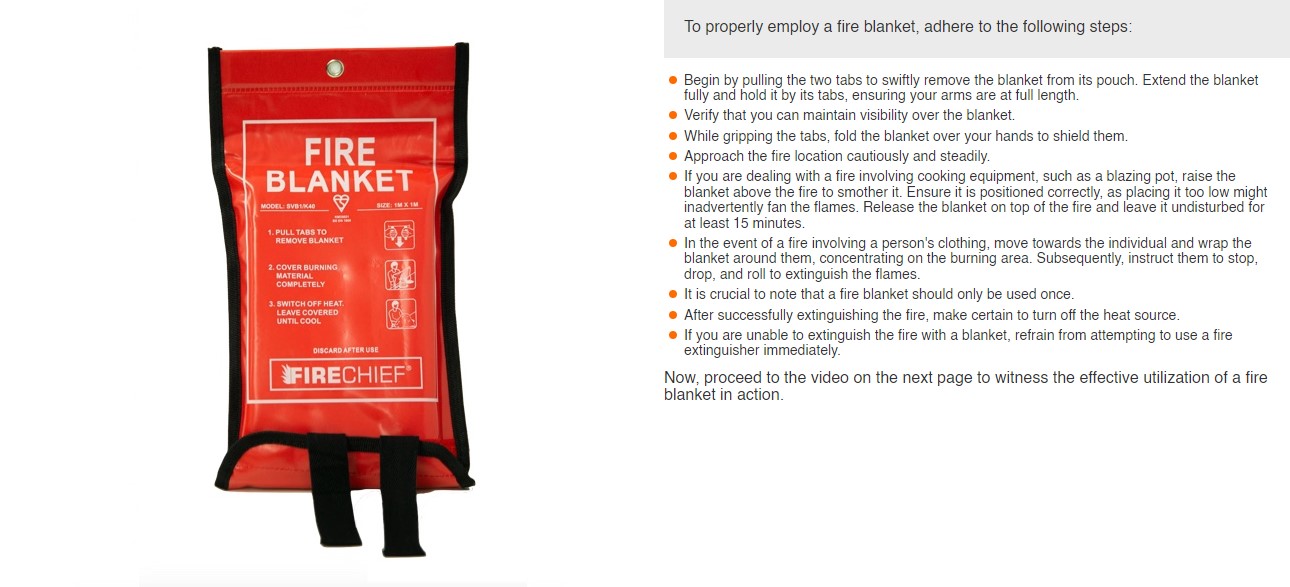 FIRE
BLANKET
MODEL: SVB1/K40
SIZE: 1M X 1M
1. PULL TABS TO
REMOVE BLANKET
2. COVER BURNING
MATERIAL
COMPLETELY
3. SWITCH OFF HEAT.
LEAVE COVERED
UNTIL COOL
DISCARD AFTER USE
FIRECHIEF®
To properly employ a fire blanket, adhere to the following steps:
Begin by pulling the two tabs to swiftly remove the blanket from its pouch. Extend the blanket
fully and hold it by its tabs, ensuring your arms are at full length.
Verify that you can maintain visibility over the blanket.
While gripping the tabs, fold the blanket over your hands to shield them.
Approach the fire location cautiously and steadily.
If you are dealing with a fire involving cooking equipment, such as a blazing pot, raise the
blanket above the fire to smother it. Ensure it is positioned correctly, as placing it too low might
inadvertently fan the flames. Release the blanket on top of the fire and leave it undisturbed for
at least 15 minutes.
In the event of a fire involving a person's clothing, move towards the individual and wrap the
blanket around them, concentrating on the burning area. Subsequently, instruct them to stop,
drop, and roll to extinguish the flames.
It is crucial to note that a fire blanket should only be used once.
After successfully extinguishing the fire, make certain to turn off the heat source.
If you are unable to extinguish the fire with a blanket, refrain from attempting to use a fire
extinguisher immediately.
Now, proceed to the video on the next page to witness the effective utilization of a fire
blanket in action.